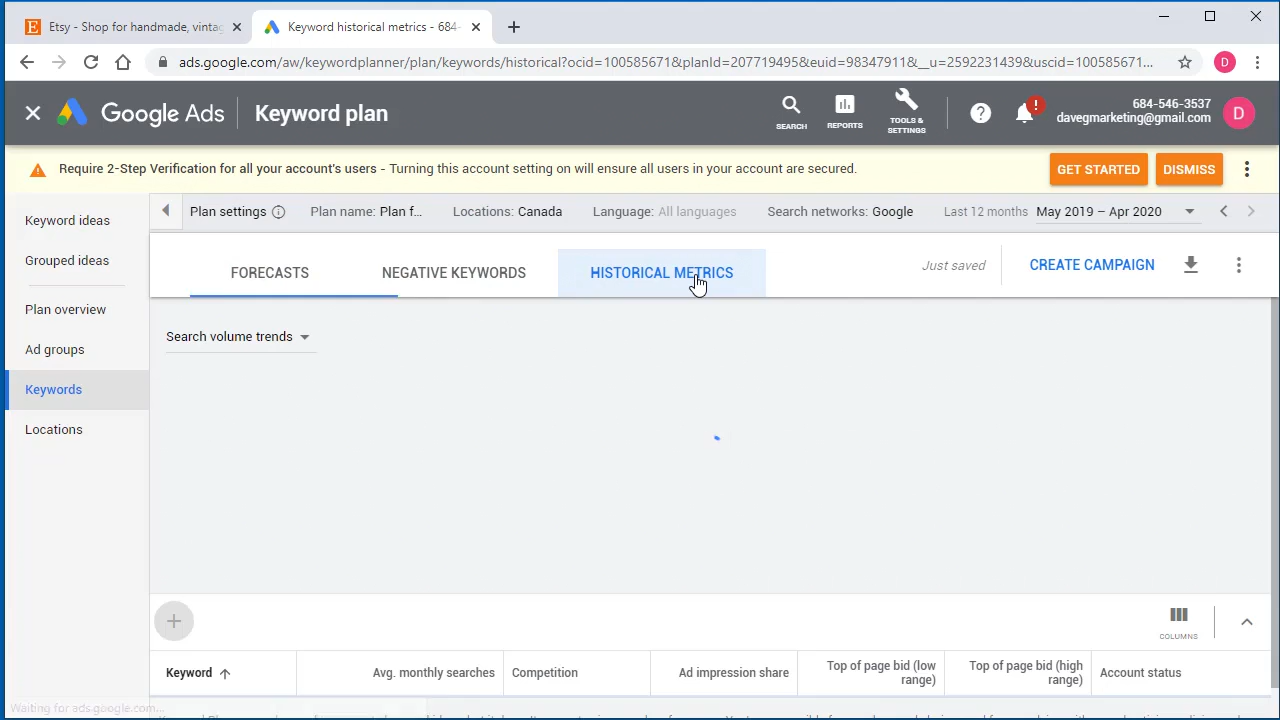 Etsy - Shop for handmade, vinta
Keyword historical metrics - 684-
ads.google.com/aw/keywordplanner/plan/keywords/historical?ocid=100585671&planId=207719495&euid=98347911&__u=2592231439&uscid=100585671...
D
Google Ads
Keyword plan
SEARCH
REPORTS
TOOLS & SETTINGS
684-546-3537
davegmarketing@gmail.com
D
Require 2-Step Verification for all your account's users - Turning this account setting on will ensure all users in your account are secured.
GET STARTED
DISMISS
Keyword ideas
Grouped ideas
Plan overview
Ad groups
Keywords
Locations
Plan settings
Plan name: Plan f...
Locations: Canada
Language: All languages
Search networks: Google
Last 12 months May 2019 – Apr 2020
FORECASTS
NEGATIVE KEYWORDS
HISTORICAL METRICS
Just saved
CREATE CAMPAIGN
Search volume trends
COLUMNS
Keyword
Avg. monthly searches
Competition
Ad impression share
Top of page bid (low range)
Top of page bid (high range)
Account status
Waiting for ads.google.com...